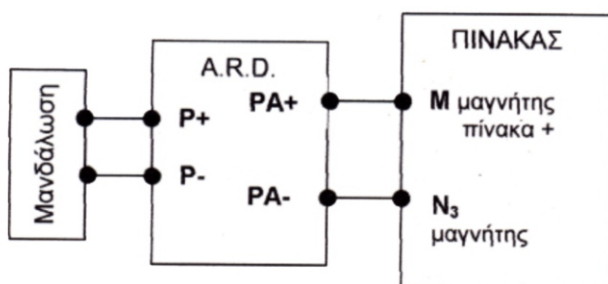 Μανδάλωση
A.R.D.
P+
P-
PA+
PA-
ΠΙΝΑΚΑΣ
M μαγνήτης
πίνακα +
N₃
μαγνήτης